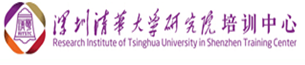 深圳清华大学研究院培训中心
Research Institute of Tsinghua University in Shenzhen Training Center